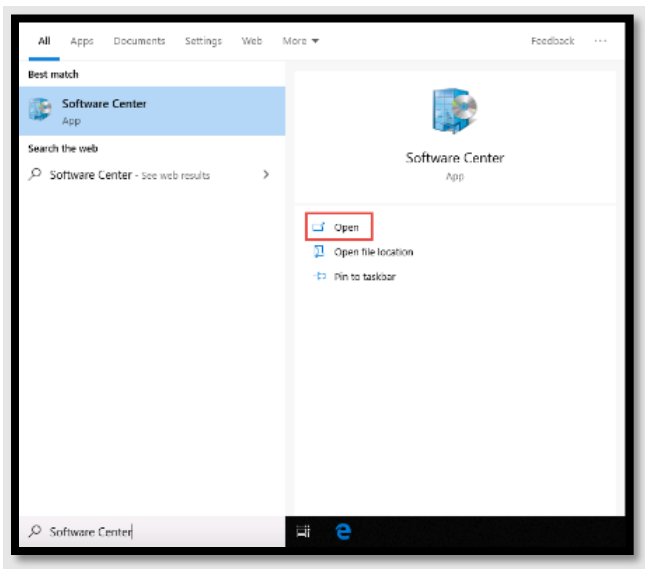 All Apps Documents Settings Web More Feedback ...
Best match
Software Center
App
Search the web
Software Center - See web results
Software Center
App
Open
Open file location
Pin to taskbar
Software Center